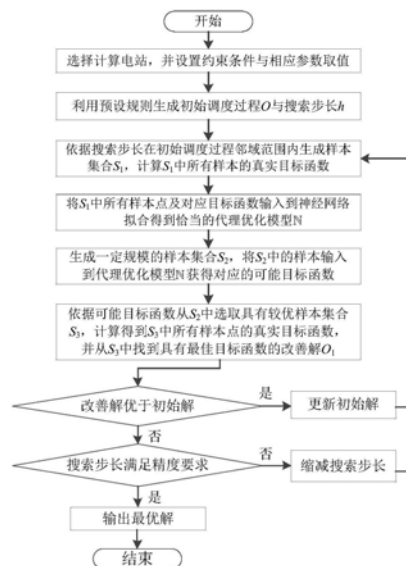 开始
选择计算电站，并设置约束条件与相应参数取值
利用预设规则生成初始调度过程O与搜索步长h
依据搜索步长在初始调度过程邻域范围内生成样本
集合S₁，计算S₁中所有样本的真实目标函数
将S₁中所有样本点及对应目标函数输入到神经网络
拟合得到恰当的代理优化模型N
生成一定规模的样本集合S₂，将S₂中的样本输入
到代理优化模型N获得对应的可能目标函数
依据可能目标函数从S₂中选取具有较优样本集合
S₃，计算得到S₃中所有样本点的真实目标函数，
并从S₃中找到具有最佳目标函数的改善解O₁
改善解优于初始解
是
更新初始解
否
搜索步长满足精度要求
否
缩减搜索步长
是
输出最优解
结束